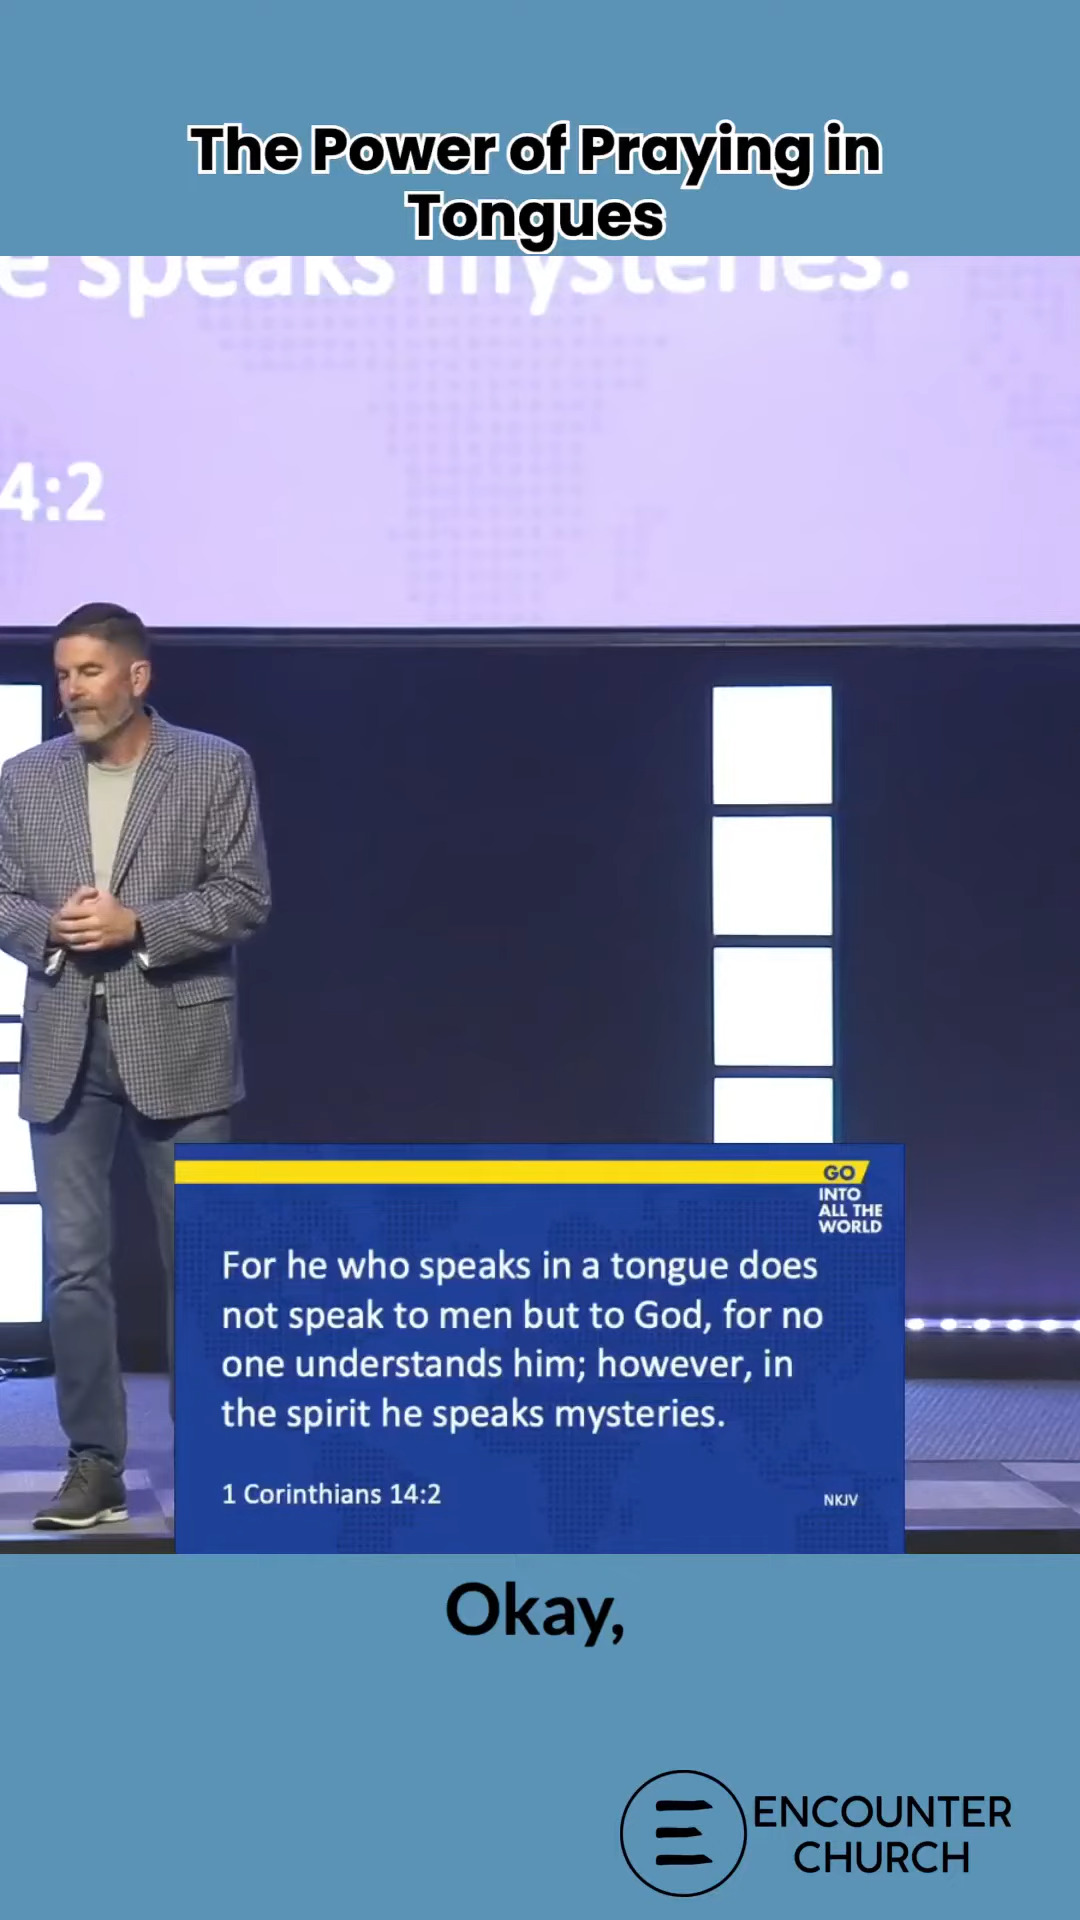 The Power of Praying in
Tongues
e speaks mysteries.
4:2
GO
INTO
ALL THE
WORLD
For he who speaks in a tongue does
not speak to men but to God, for no
one understands him; however, in
the spirit he speaks mysteries.
1 Corinthians 14:2
NKJV
Okay,
ENCOUNTER
CHURCH